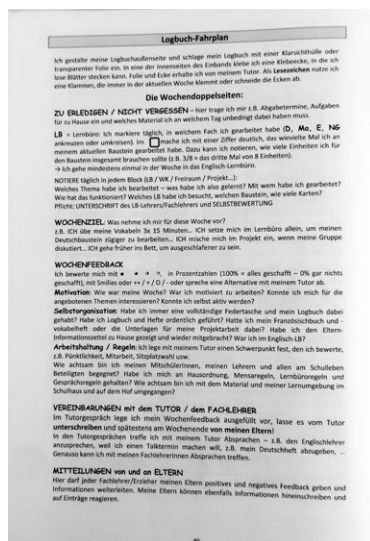 Logbuch-Fahrplan
Ich gestalte meine Logbuchaußenseite und schlage mein Logbuch mit einer Klarsichthülle oder
transparenter Folie ein. In eine der Innenseiten des Einbands klebe ich eine Klebeecke, in die ich
lose Blätter stecken kann. Folie und Ecke erhalte ich von meinem Tutor. Als Lesezeichen nutze ich
eine Klammer, die immer in der aktuellen Woche klemmt oder schneide die Ecken ab.
Die Wochendoppelseiten:
ZU ERLEDIGEN / NICHT VERGESSEN – hier trage ich mir z.B. Abgabetermine, Aufgaben
für zu Hause ein und welches Material ich an welchem Tag unbedingt dabei haben muss.
LB = Lernbüro: Ich markiere täglich, in welchem Fach ich gearbeitet habe (D, Ma, E, NG
ankreuzen oder umkreisen). Im mache ich mit einer Ziffer deutlich, das wievielte Mal ich an
meinem aktuellen Baustein gearbeitet habe. Dazu kann ich notieren, wie viele Einheiten ich für
den Baustein insgesamt brauchen sollte (z.B. 3/8 = das dritte Mal von 8 Einheiten).
→ Ich gehe mindestens einmal in der Woche in das Englisch-Lernbüro.
NOTIERE täglich in jedem Block (LB / WK / Freiraum / Projekt...):
Welches Thema habe ich bearbeitet – was habe ich also gelernt? Mit wem habe ich gearbeitet?
Wie hat das funktioniert? Welches LB habe ich besucht, welchen Baustein, wie viele Karten?
Pflicht: UNTERSCHRIFT des LB-Lehrers/Fachlehrers und SELBSTBEWERTUNG
WOCHENZIEL: Was nehme ich mir für diese Woche vor?
z.B. ICH übe meine Vokabeln 3x 15 Minuten... ICH setze mich im Lernbüro allein, um meinen
Deutschbaustein zügiger zu bearbeiten... ICH mische mich im Projekt ein, wenn meine Gruppe
diskutiert... ICH gehe früher ins Bett, um ausgeschlafener zu sein.
WOCHENFEEDBACK
Ich bewerte mich mit , in Prozentzahlen (100% = alles geschafft – 0% gar nichts
geschafft), mit Smilies oder ++ / + / O / - oder spreche eine Alternative mit meinem Tutor ab.
Motivation: Wie war meine Woche? War ich motiviert zu arbeiten? Konnte ich mich für die
angebotenen Themen interessieren? Konnte ich selbst aktiv werden?
Selbstorganisation: Habe ich immer eine vollständige Federtasche und mein Logbuch dabei
gehabt? Habe ich Logbuch und Hefte ordentlich geführt? Hatte ich mein Französischbuch und -
vokabelheft oder die Unterlagen für meine Projektarbeit dabei? Habe ich den Eltern-
Informationszettel zu Hause gezeigt und wieder mitgebracht? War ich im Englisch-LB?
Arbeitshaltung / Regeln: Ich lege mit meinem Tutor einen Schwerpunkt fest, den ich bewerte,
z.B. Pünktlichkeit, Mitarbeit, Sitzplatzwahl usw.
Wie achtsam bin ich meinen MitschülerInnen, meinen Lehrern und allen am Schulleben
Beteiligten begegnet? Habe ich mich an Hausordnung, Mensaregeln, Lernbüroregeln und
Gesprächsregeln gehalten? Wie achtsam bin ich mit dem Material und meiner Lernumgebung im
Schulhaus und auf dem Hof umgegangen?
VEREINBARUNGEN mit dem TUTOR / dem FACHLEHRER
Im Tutorgespräch lege ich mein Wochenfeedback ausgefüllt vor, lasse es vom Tutor
unterschreiben und spätestens am Wochenende von meinen Eltern!
In den Tutorgesprächen treffe ich mit meinem Tutor Absprachen – z.B. den Englischlehrer
anzusprechen, weil ich einen Talktermin machen will, z.B. mein Deutschheft abzugeben, ...
Genauso kann ich mit meinen FachlehrerInnen Absprachen treffen.
MITTEILUNGEN von und an ELTERN
Hier darf jeder Fachlehrer/Erzieher meinen Eltern positives und negatives Feedback geben und
Informationen weiterleiten. Meine Eltern können ebenfalls Informationen hineinschreiben und
auf Einträge reagieren.